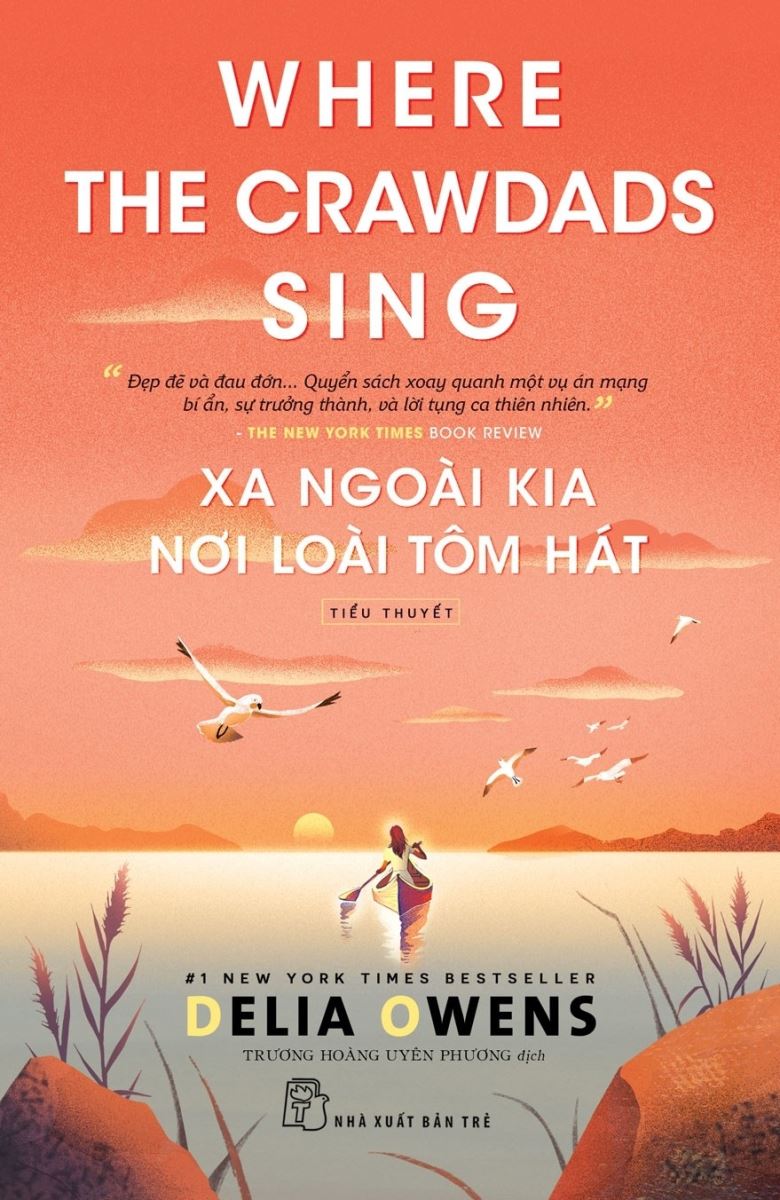 WHERE
THE CRAWDADS
SING
“ Đẹp đẽ và đau đớn... Quyển sách xoay quanh một vụ án mạng
bí ẩn, sự trưởng thành, và lời tụng ca thiên nhiên.”
- THE NEW YORK TIMES BOOK REVIEW
XA NGOÀI KIA
NƠI LOÀI TÔM HÁT
TIỂU THUYẾT
#1 NEW YORK TIMES BESTSELLER
DELIA OWENS
TRƯƠNG HOÀNG UYÊN PHƯƠNG dịch
T
NHÀ XUẤT BẢN TRẺ